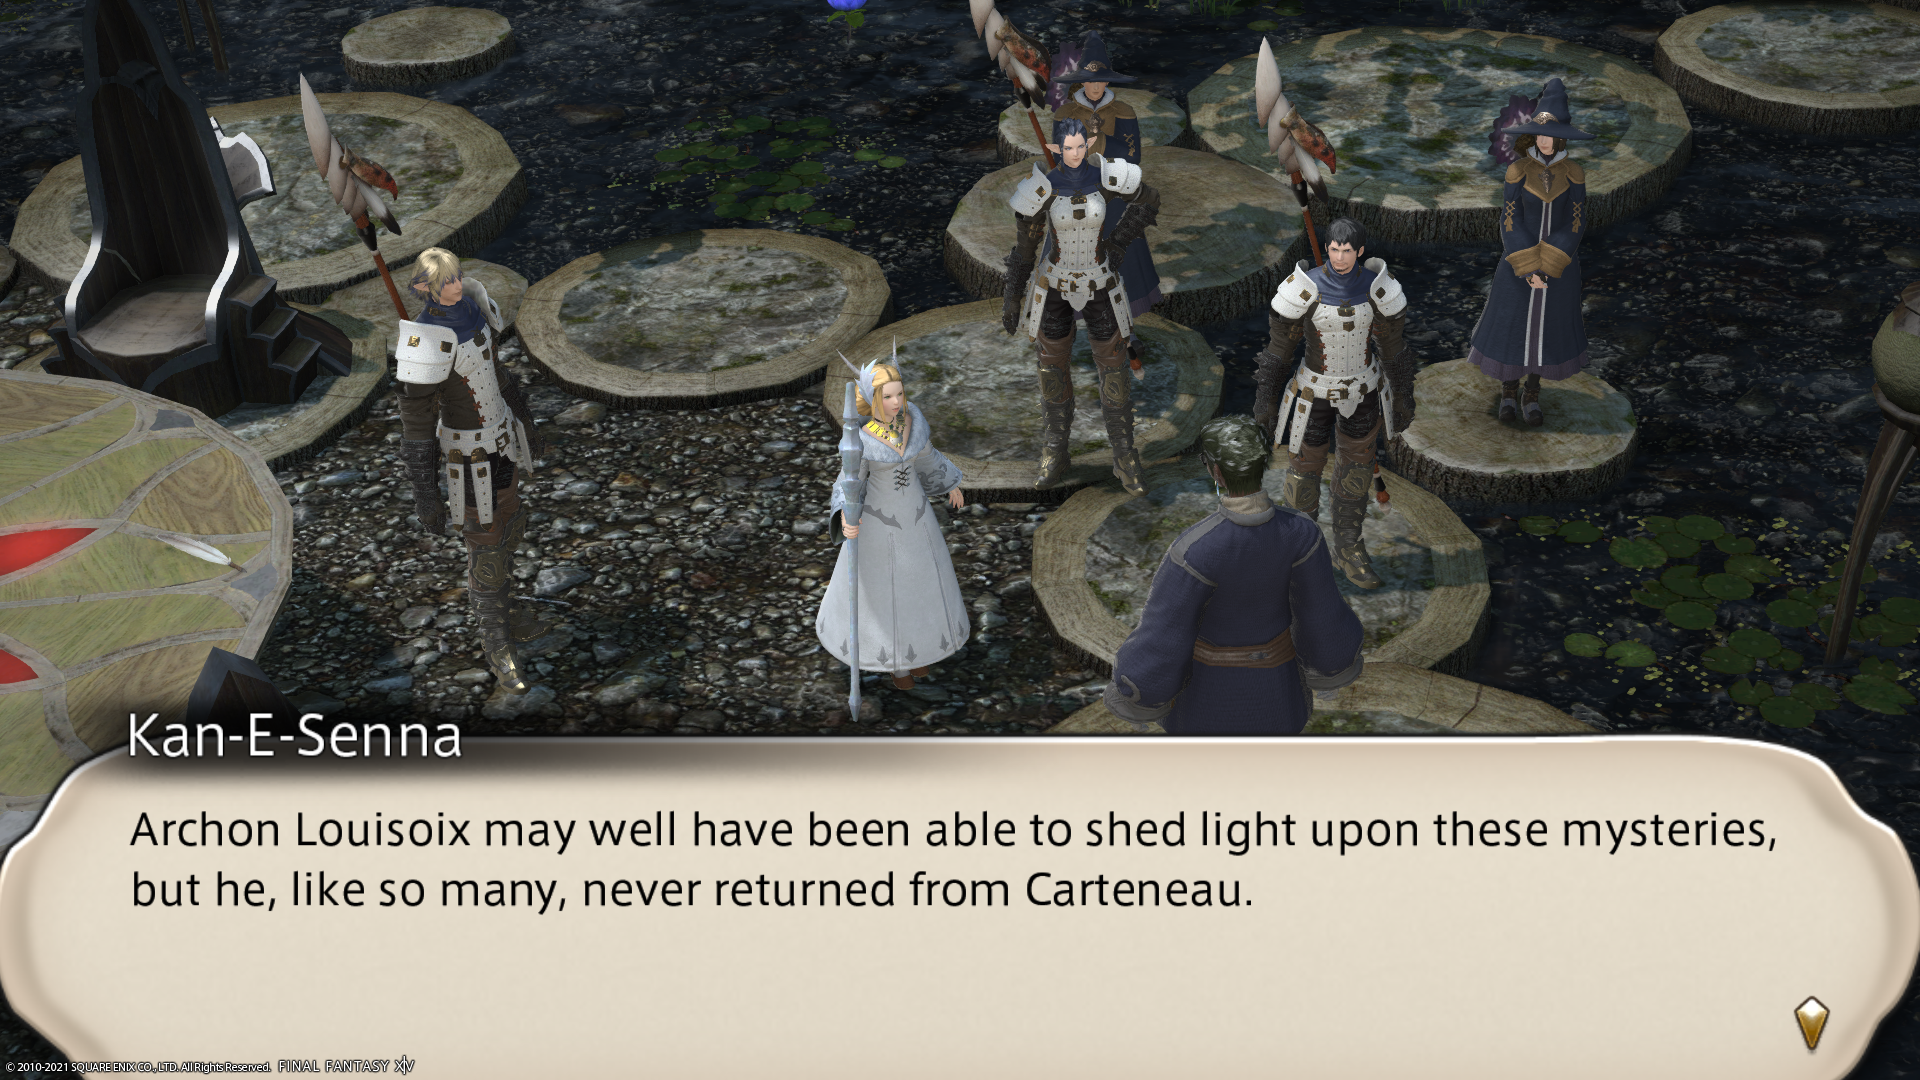 Kan-E-Senna
Archon Louisoix may well have been able to shed light upon these mysteries,
but he, like so many, never returned from Carteneau.
© 2010-2021 SQUARE ENIX CO., LTD. All Rights Reserved. FINAL FANTASY XIV